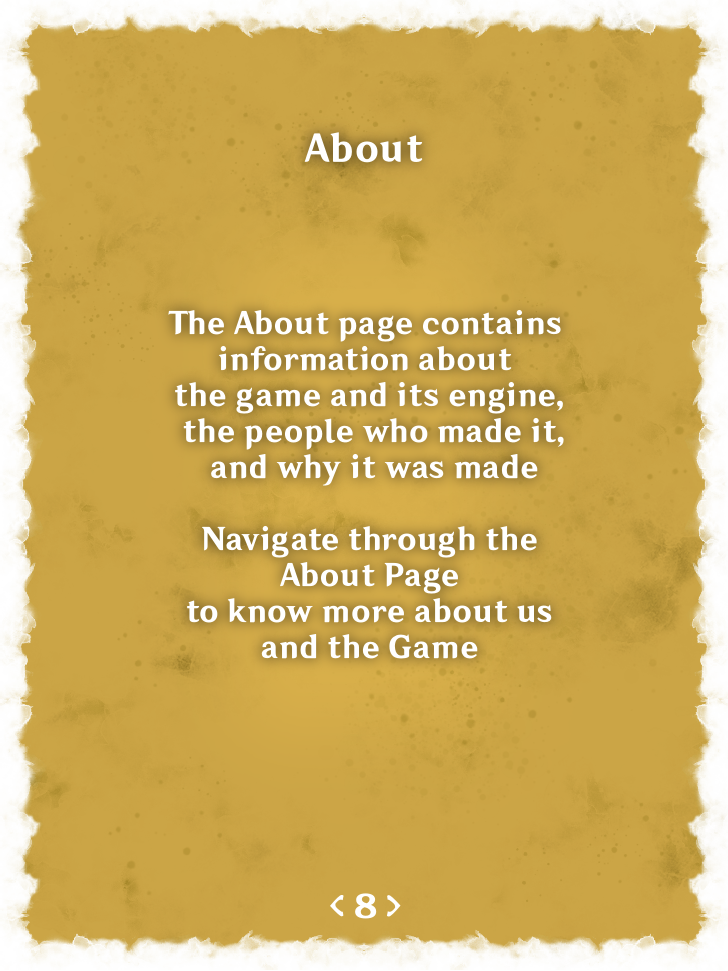 About
The About page contains
information about
the game and its engine,
the people who made it,
and why it was made
Navigate through the
About Page
to know more about us
and the Game
< 8 >